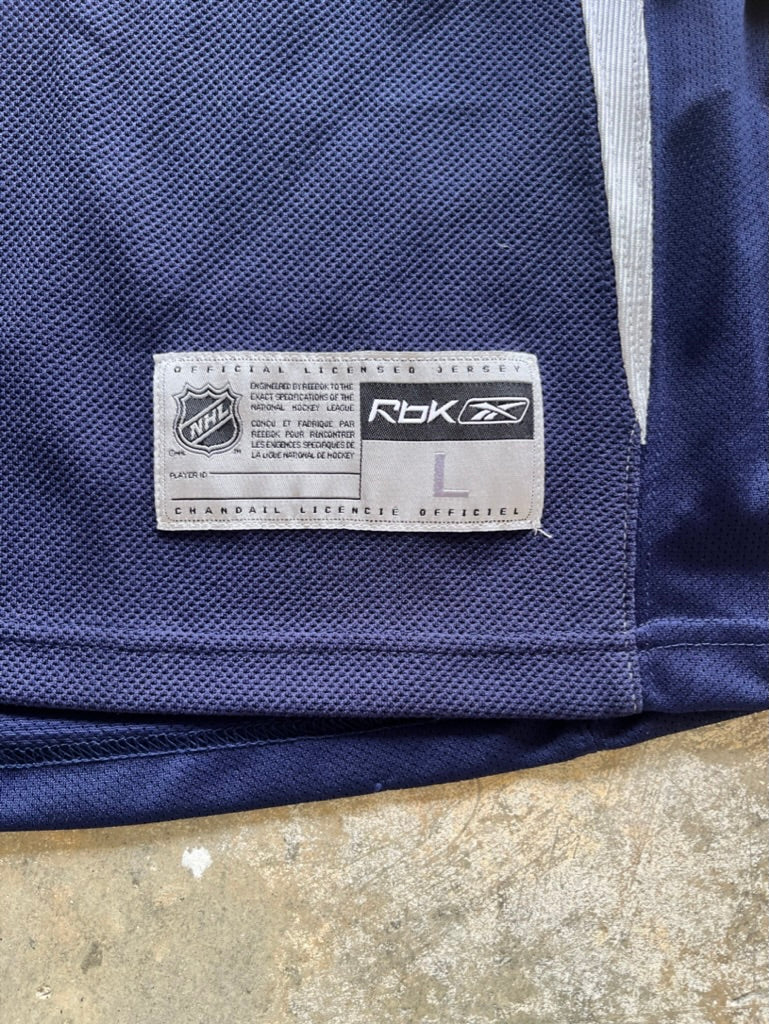 OFFICIAL LICENSED JERSEY
NHL
ENGINEERED BY REEBOK TO THE
EXACT SPECIFICATIONS OF THE
NATIONAL HOCKEY LEAGUE
CONÇU ET FABRIQUÉ PAR
REEBOK POUR RENCONTRER
LES EXIGENCES SPÉCIFIQUES DE
LA LIGUE NATIONAL DE HOCKEY
©NHL
TM
PLAYER ID
RbK
L
CHANDAIL LICENCIÉ OFFICIEL